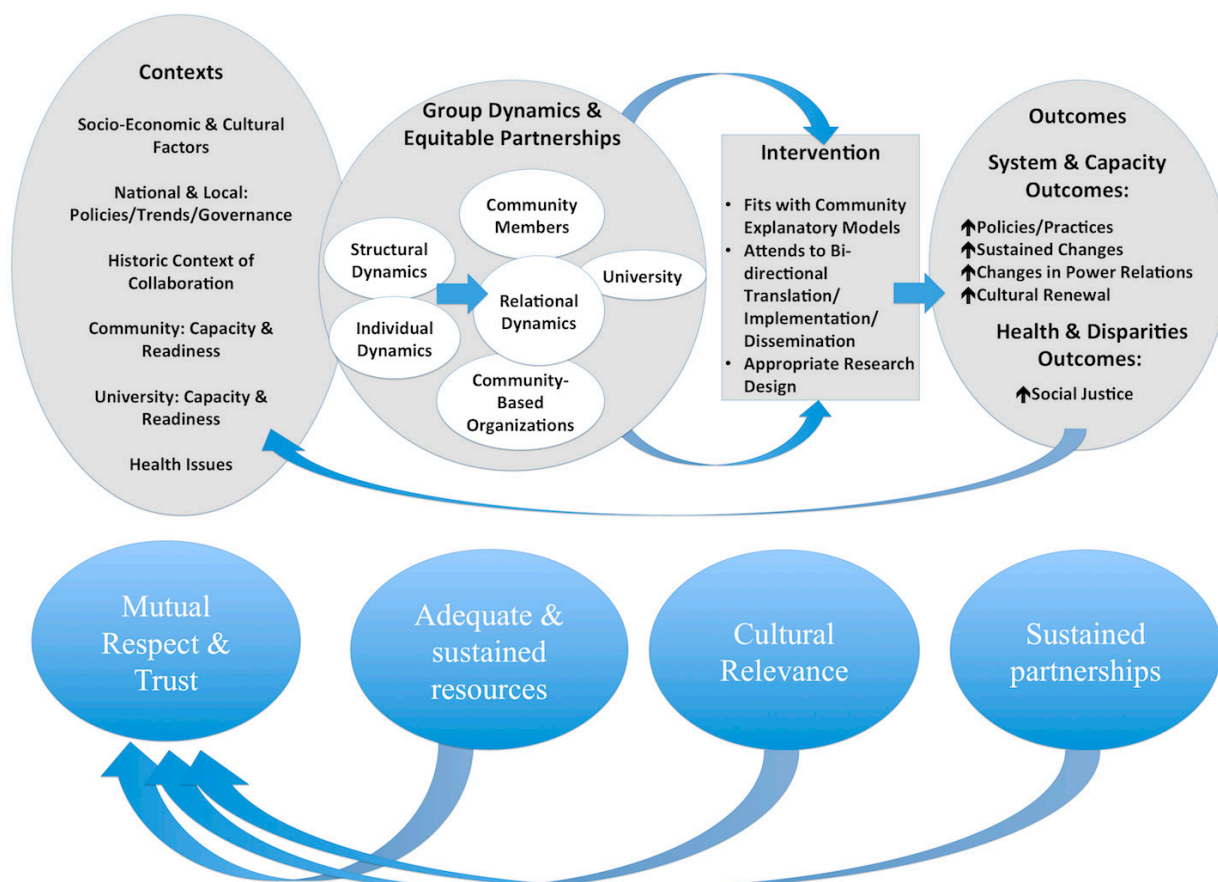 Contexts
Socio-Economic & Cultural
Factors
National & Local:
Policies/Trends/Governance
Historic Context of
Collaboration
Community: Capacity &
Readiness
University: Capacity &
Readiness
Health Issues
Group Dynamics &
Equitable Partnerships
Community
Members
Structural
Dynamics
University
Relational
Dynamics
Individual
Dynamics
Community-
Based
Organizations
Intervention
• Fits with Community
Explanatory Models
• Attends to Bi-
directional
Translation/
Implementation/
Dissemination
• Appropriate Research
Design
Outcomes
System & Capacity
Outcomes:
↑Policies/Practices
↑Sustained Changes
↑Changes in Power Relations
↑Cultural Renewal
Health & Disparities
Outcomes:
↑Social Justice
Mutual
Respect &
Trust
Adequate &
sustained
resources
Cultural
Relevance
Sustained
partnerships